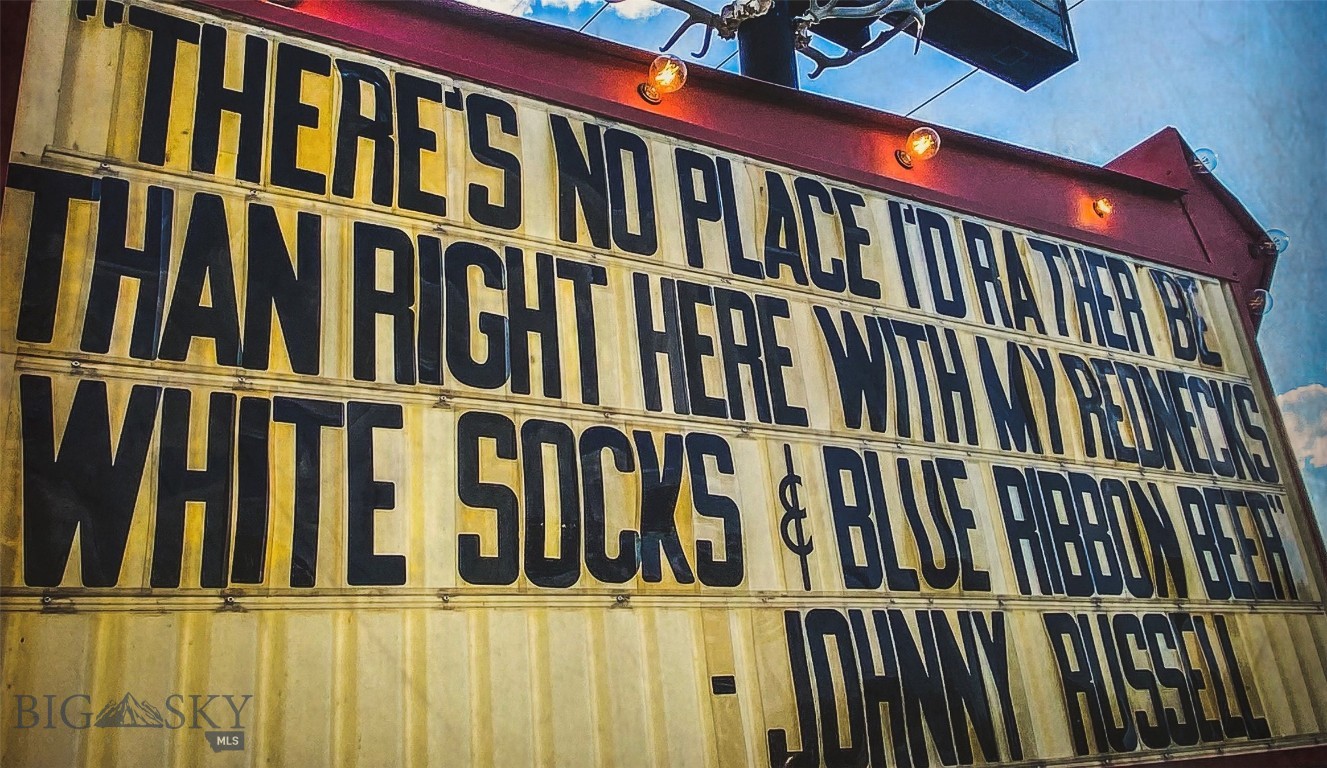 "THERE'S NO PLACE I'D RATHER BE
THAN RIGHT HERE WITH MY REDNECKS
WHITE SOCKS & BLUE RIBBON BEER"
- JOHNNY RUSSELL
BIG SKY
MLS